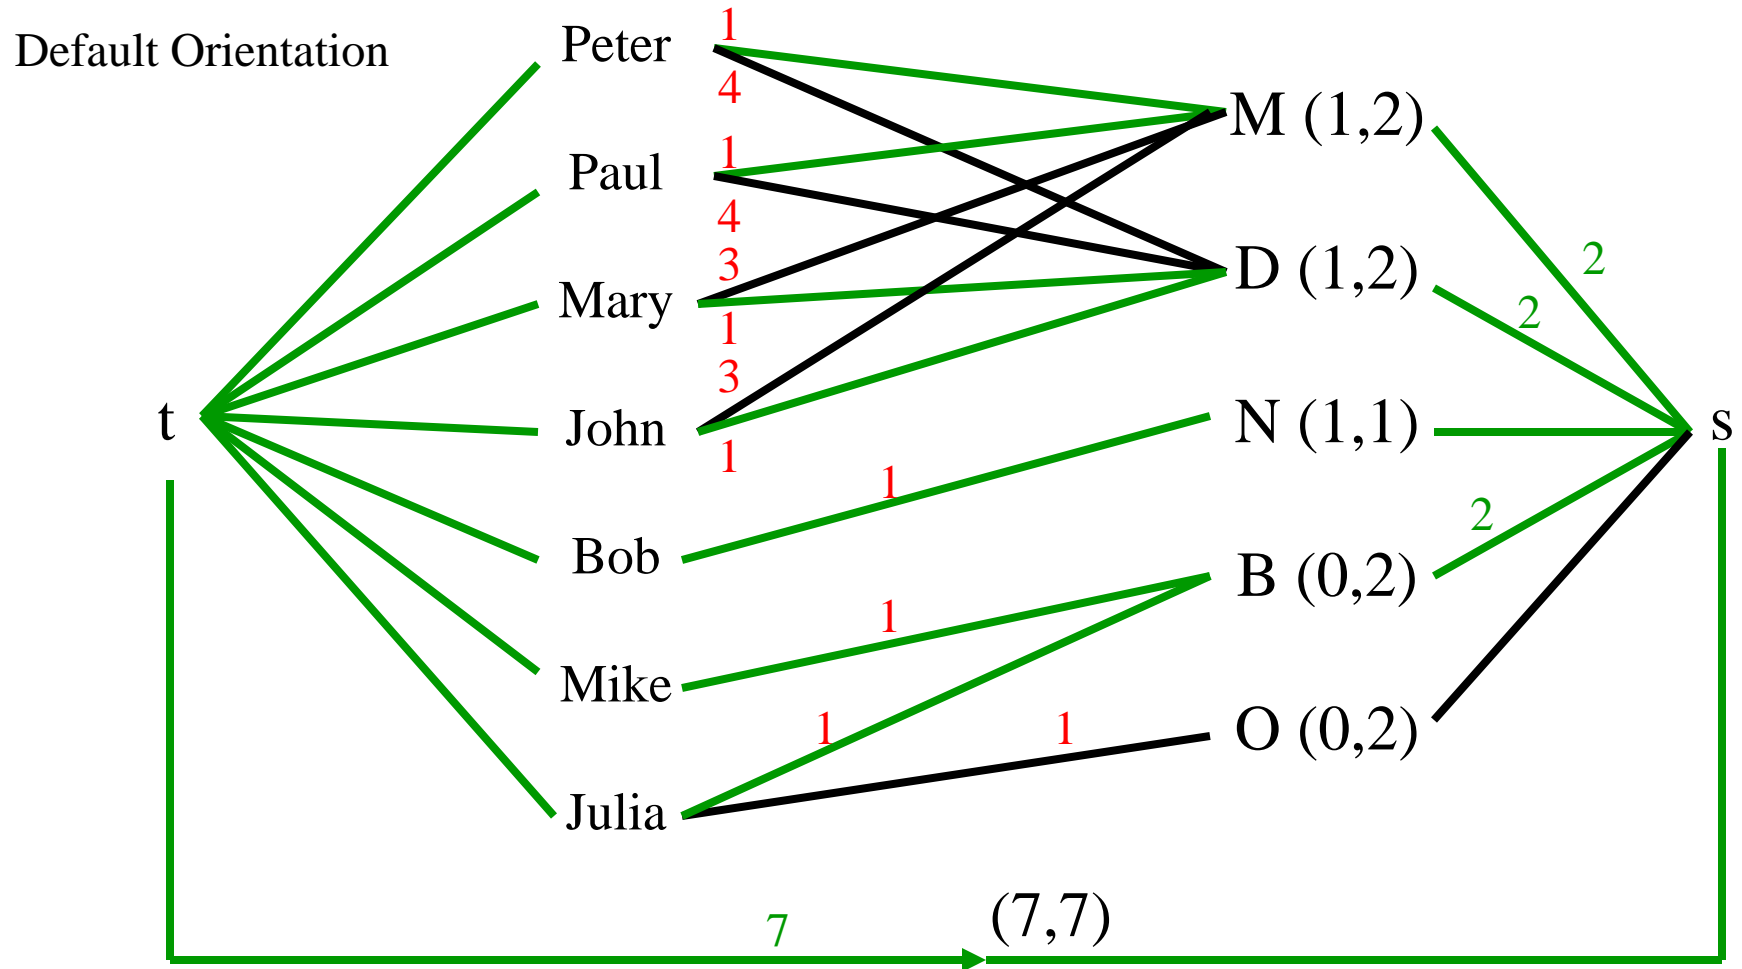 Default Orientation
1
Peter
4
M (1,2)
1
Paul
4
2
3
D (1,2)
Mary
2
1
3
t
John
N (1,1)
s
1
1
2
Bob
B (0,2)
1
Mike
1
1
O (0,2)
Julia
(7,7)
7